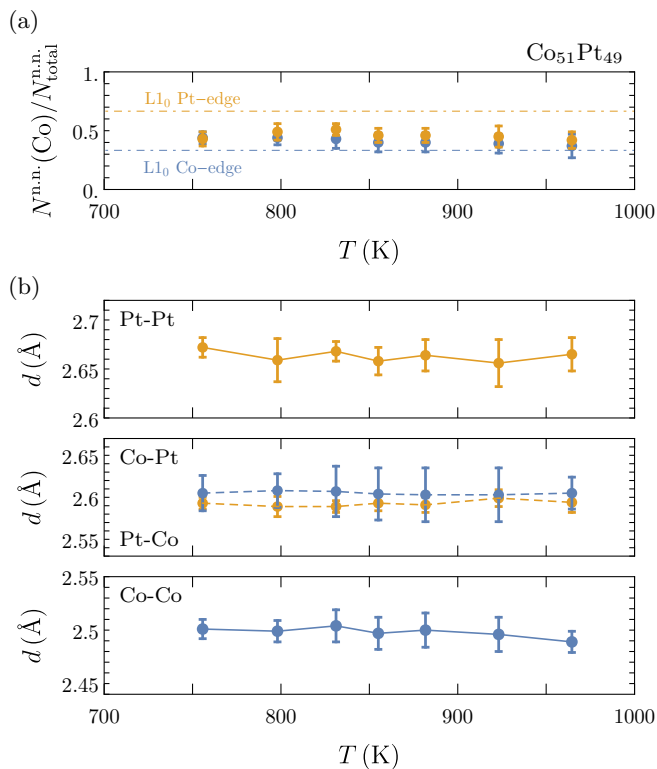 (a)
Co₅₁Pt₄₉
N^n.n.(Co)/N^n.n._total
1.
0.5
0.
L1₀ Pt–edge
L1₀ Co–edge
700 800 900 1000
T (K)
(b)
Pt-Pt
d (Å)
2.7
2.65
2.6
Co-Pt
d (Å)
2.65
2.6
2.55
Pt-Co
Co-Co
d (Å)
2.55
2.5
2.45
700 800 900 1000
T (K)